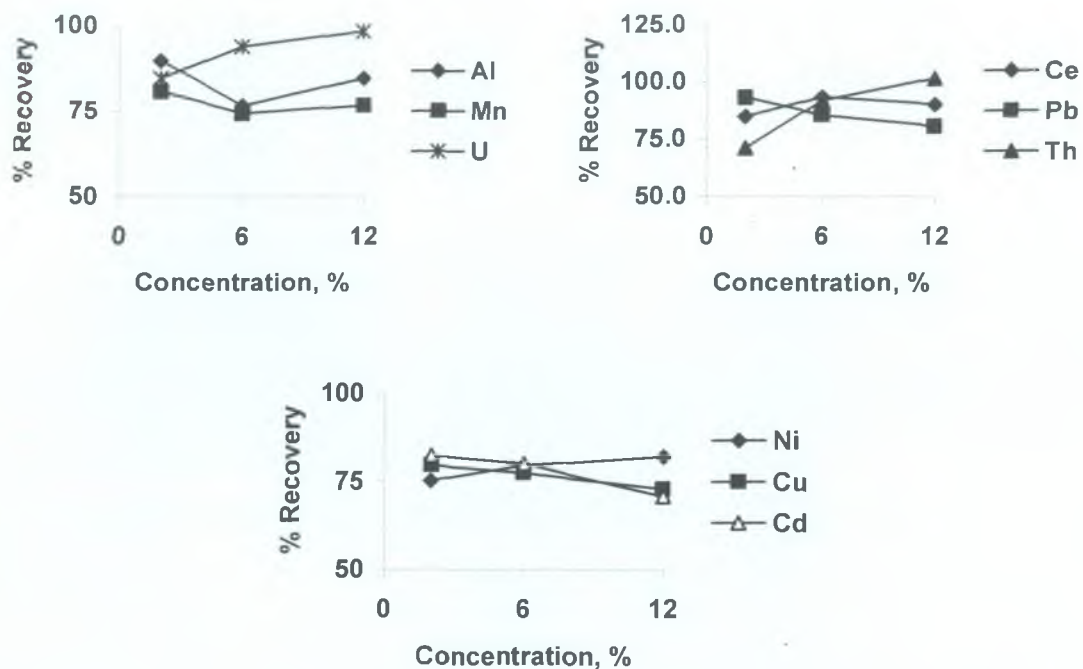 100
75
50
% Recovery
0 6 12
Concentration, %
Al
Mn
U
125.0
100.0
75.0
50.0
% Recovery
0 6 12
Concentration, %
Ce
Pb
Th
100
75
50
% Recovery
0 6 12
Concentration, %
Ni
Cu
Cd